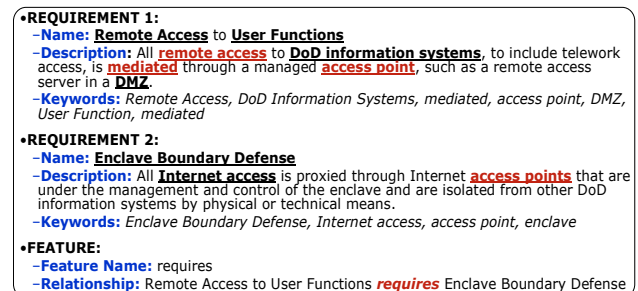 •REQUIREMENT 1:
–Name: Remote Access to User Functions
–Description: All remote access to DoD information systems, to include telework
access, is mediated through a managed access point, such as a remote access
server in a DMZ.
–Keywords: Remote Access, DoD Information Systems, mediated, access point, DMZ,
User Function, mediated
•REQUIREMENT 2:
–Name: Enclave Boundary Defense
–Description: All Internet access is proxied through Internet access points that are
under the management and control of the enclave and are isolated from other DoD
information systems by physical or technical means.
–Keywords: Enclave Boundary Defense, Internet access, access point, enclave
•FEATURE:
–Feature Name: requires
–Relationship: Remote Access to User Functions requires Enclave Boundary Defense